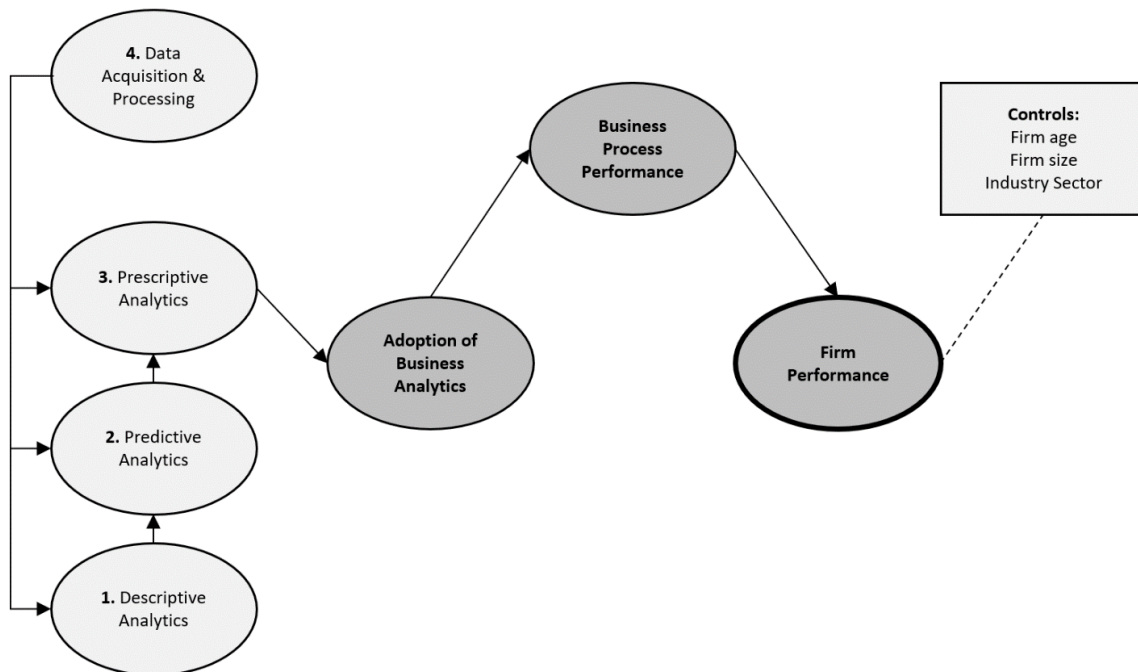 4. Data
Acquisition &
Processing
Business
Process
Performance
Controls:
Firm age
Firm size
Industry Sector
3. Prescriptive
Analytics
Adoption of
Business
Analytics
Firm
Performance
2. Predictive
Analytics
1. Descriptive
Analytics